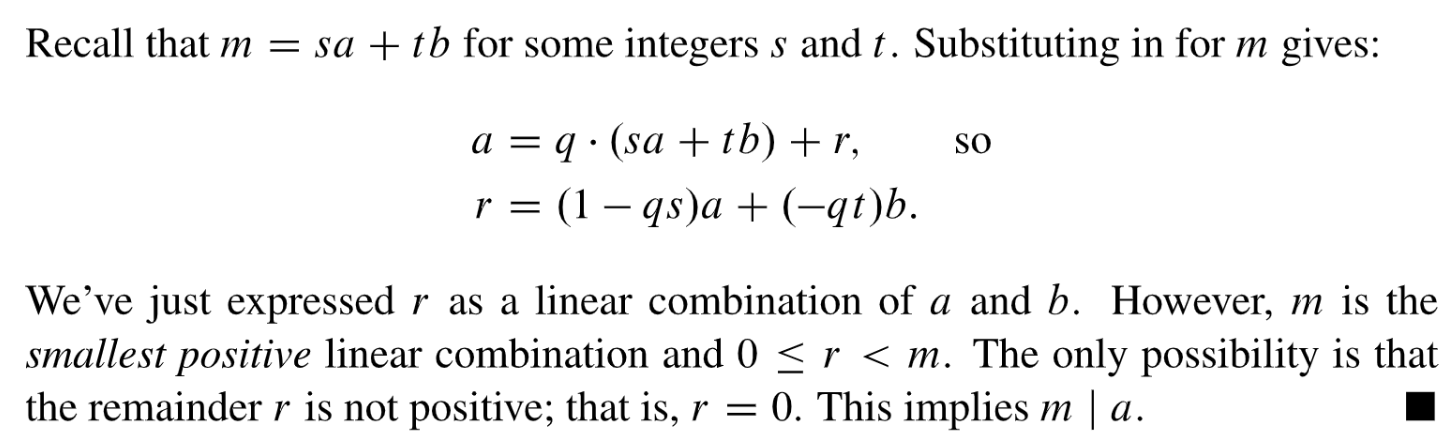 Recall that m = sa + tb for some integers s and t. Substituting in for m gives:
a = q · (sa + tb) + r, so
r = (1 − qs)a + (−qt)b.
We’ve just expressed r as a linear combination of a and b. However, m is the
smallest positive linear combination and 0 ≤ r < m. The only possibility is that
the remainder r is not positive; that is, r = 0. This implies m | a. ■